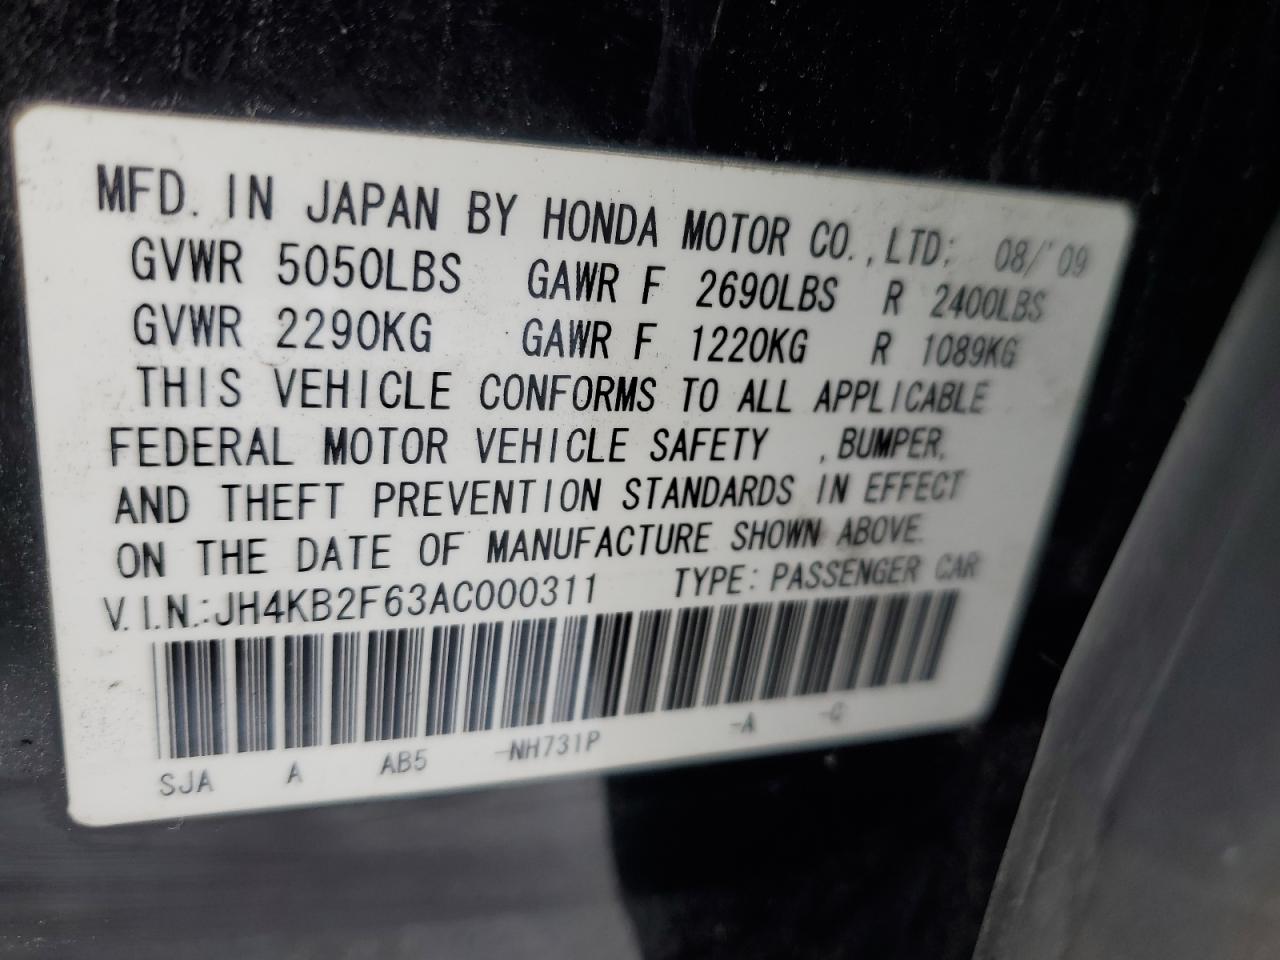 MFD. IN JAPAN BY HONDA MOTOR CO.,LTD; 08/'09
GVWR 5050LBS GAWR F 2690LBS R 2400LBS
GVWR 2290KG GAWR F 1220KG R 1089KG
THIS VEHICLE CONFORMS TO ALL APPLICABLE
FEDERAL MOTOR VEHICLE SAFETY ,BUMPER,
AND THEFT PREVENTION STANDARDS IN EFFECT
ON THE DATE OF MANUFACTURE SHOWN ABOVE.
V.I.N.:JH4KB2F63AC000311 TYPE:PASSENGER CAR
SJA A AB5 -NH731P -A -C